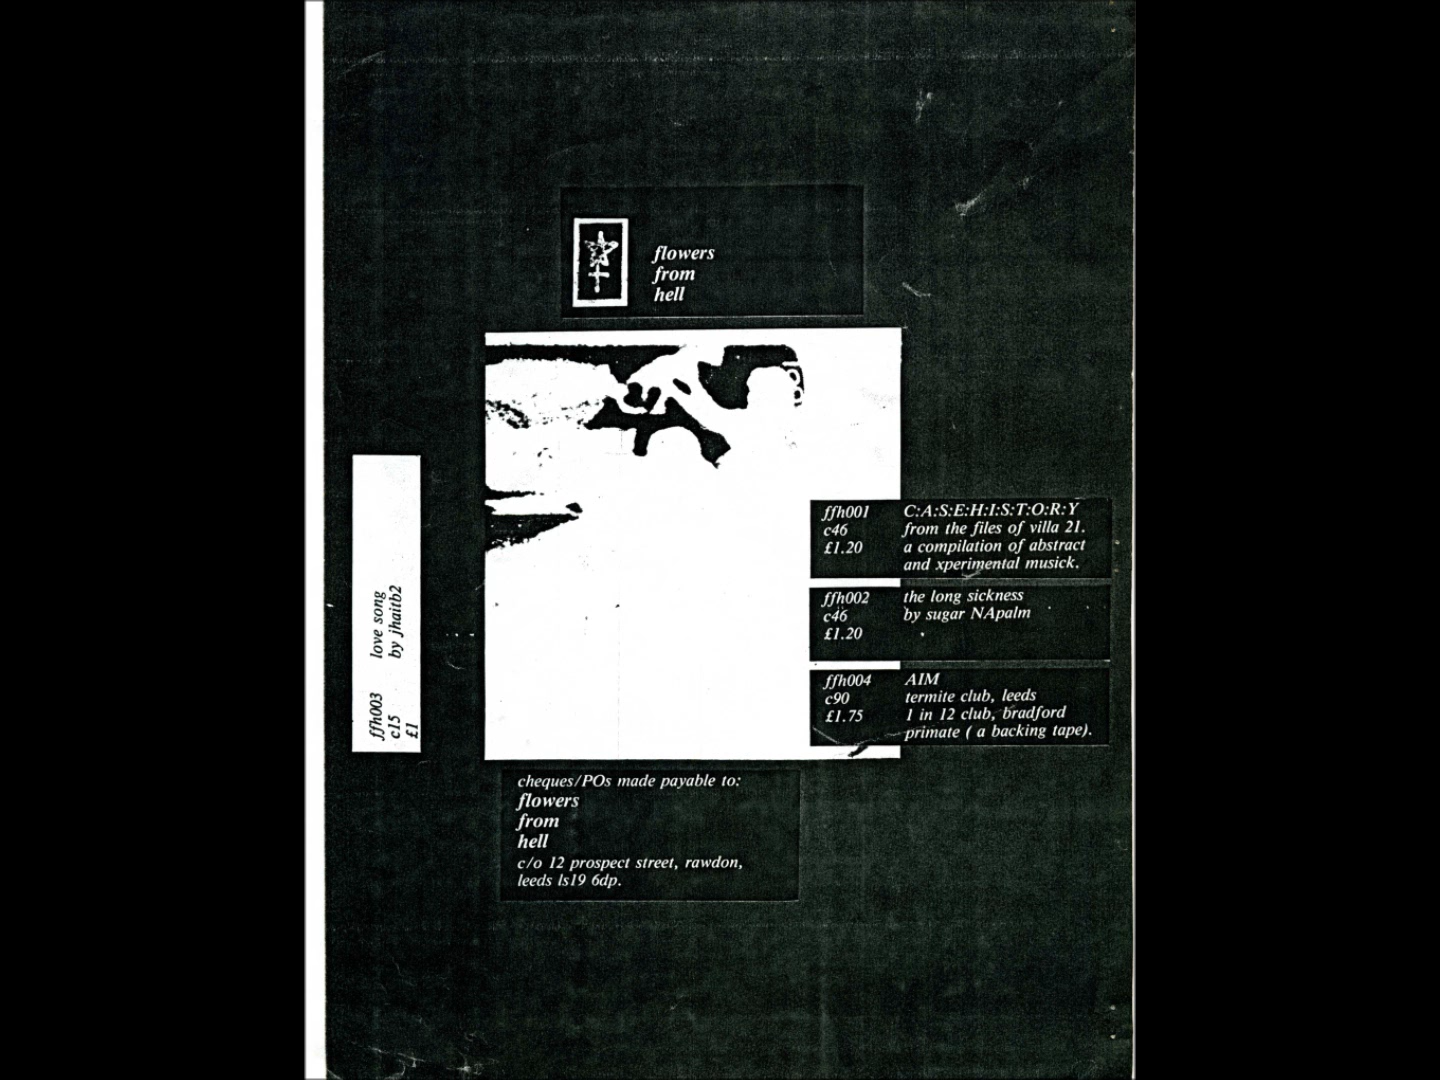 flowers
from
hell
ffh001 C:A:S:E:H:I:S:T:O:R:Y
c46 from the files of villa 21.
£1.20 a compilation of abstract
and xperimental musick.
ffh002 the long sickness
c46 by sugar NApalm
£1.20
ffh004 AIM
c90 termite club, leeds
£1.75 1 in 12 club, bradford
primate ( a backing tape).
ffh003 love song
c15 by jhaitb2
£1
cheques/POs made payable to:
flowers
from
hell
c/o 12 prospect street, rawdon,
leeds ls19 6dp.